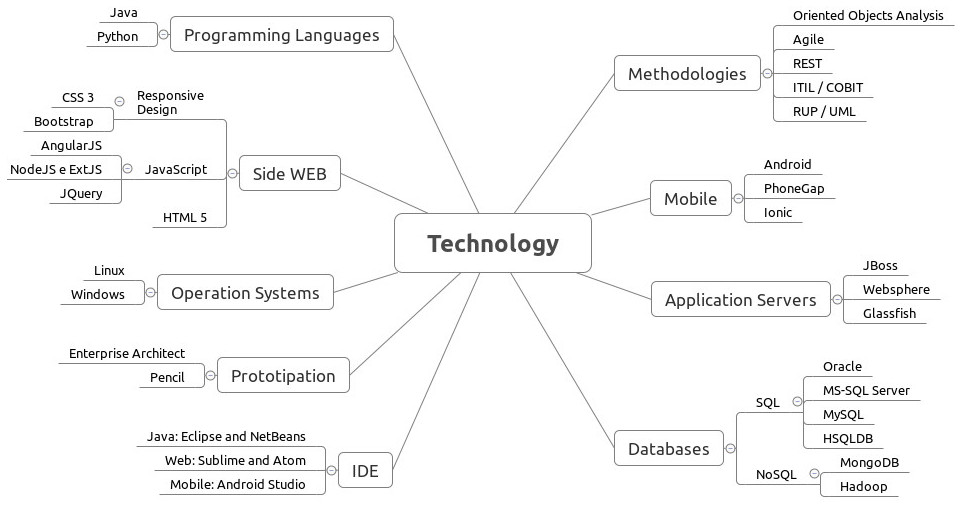 Technology
Programming Languages
Java
Python
Side WEB
Responsive
Design
CSS 3
Bootstrap
JavaScript
AngularJS
NodeJS e ExtJS
JQuery
HTML 5
Operation Systems
Linux
Windows
Prototipation
Enterprise Architect
Pencil
IDE
Java: Eclipse and NetBeans
Web: Sublime and Atom
Mobile: Android Studio
Methodologies
Oriented Objects Analysis
Agile
REST
ITIL / COBIT
RUP / UML
Mobile
Android
PhoneGap
Ionic
Application Servers
JBoss
Websphere
Glassfish
Databases
SQL
Oracle
MS-SQL Server
MySQL
HSQLDB
NoSQL
MongoDB
Hadoop